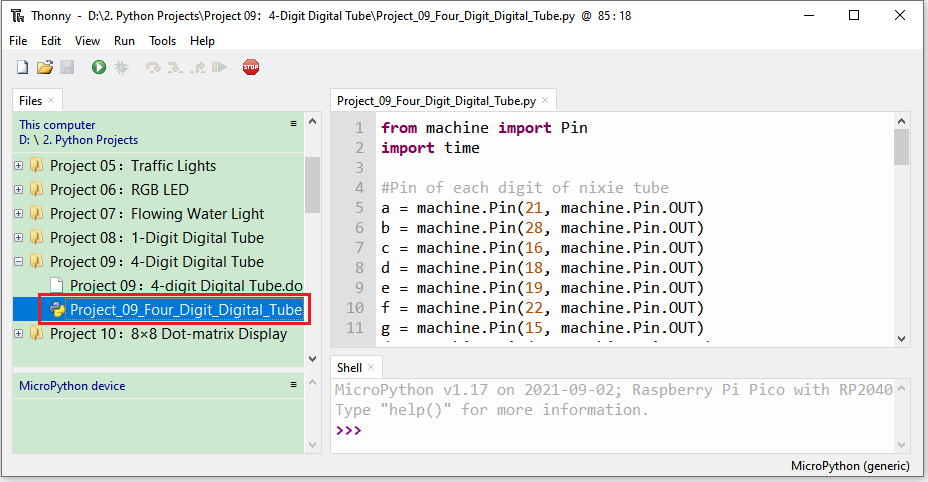 Thonny - D:\2. Python Projects\Project 09：4-Digit Digital Tube\Project_09_Four_Digit_Digital_Tube.py @ 85 : 18
File Edit View Run Tools Help
STOP
Files
This computer
D: \ 2. Python Projects
Project 05：Traffic Lights
Project 06：RGB LED
Project 07：Flowing Water Light
Project 08：1-Digit Digital Tube
Project 09：4-Digit Digital Tube
Project 09：4-digit Digital Tube.do
Project_09_Four_Digit_Digital_Tube
Project 10：8×8 Dot-matrix Display
MicroPython device
Project_09_Four_Digit_Digital_Tube.py
1 from machine import Pin
2 import time
3
4 #Pin of each digit of nixie tube
5 a = machine.Pin(21, machine.Pin.OUT)
6 b = machine.Pin(28, machine.Pin.OUT)
7 c = machine.Pin(16, machine.Pin.OUT)
8 d = machine.Pin(18, machine.Pin.OUT)
9 e = machine.Pin(19, machine.Pin.OUT)
10 f = machine.Pin(22, machine.Pin.OUT)
11 g = machine.Pin(15, machine.Pin.OUT)
Shell
MicroPython v1.17 on 2021-09-02; Raspberry Pi Pico with RP2040
Type "help()" for more information.
>>>
MicroPython (generic)